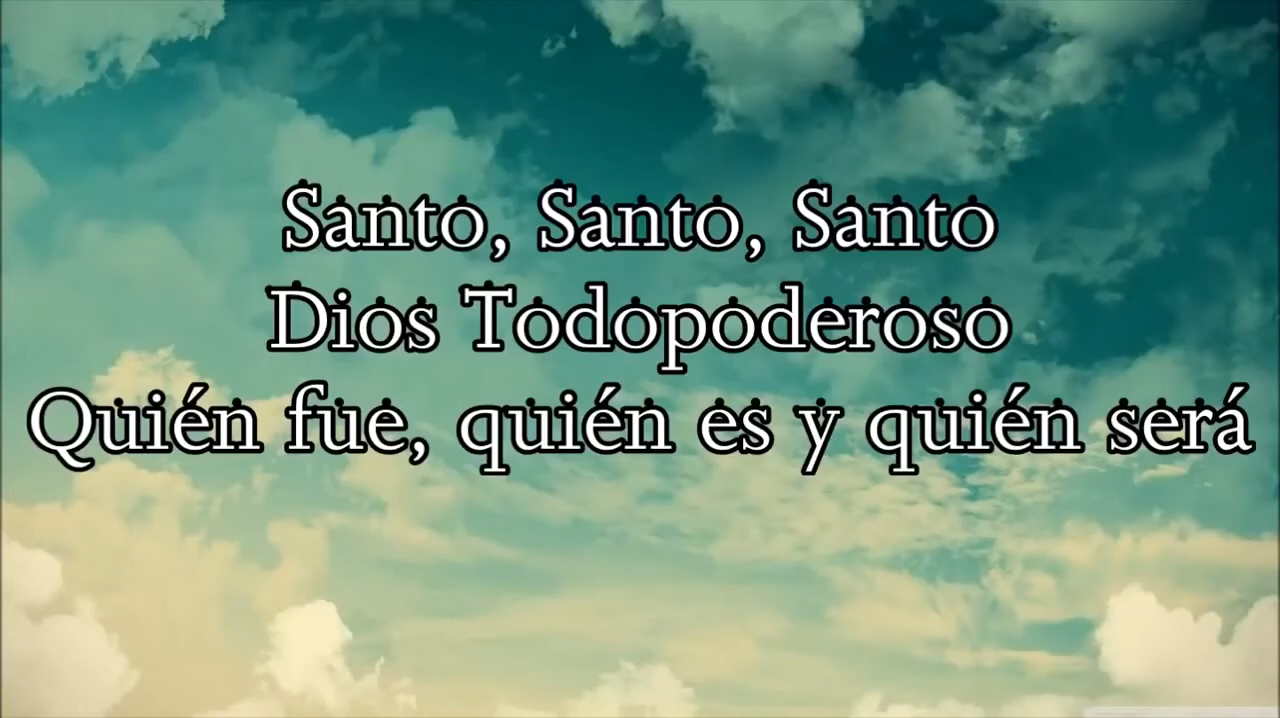 Santo, Santo, Santo
Dios Todopoderoso
Quién fue, quién es y quién será